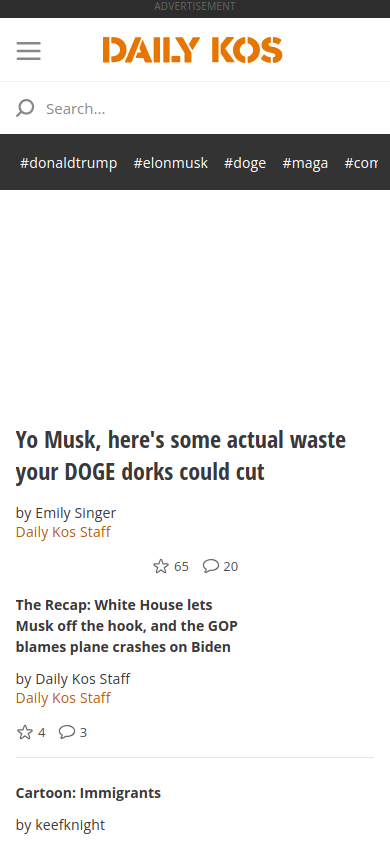 ADVERTISEMENT
DAILY KOS
Search...
#donaldtrump #elonmusk #doge #maga
Yo Musk, here's some actual waste
your DOGE dorks could cut
by Emily Singer
Daily Kos Staff
65 20
The Recap: White House lets
Musk off the hook, and the GOP
blames plane crashes on Biden
by Daily Kos Staff
Daily Kos Staff
4 3
Cartoon: Immigrants
by keefknight